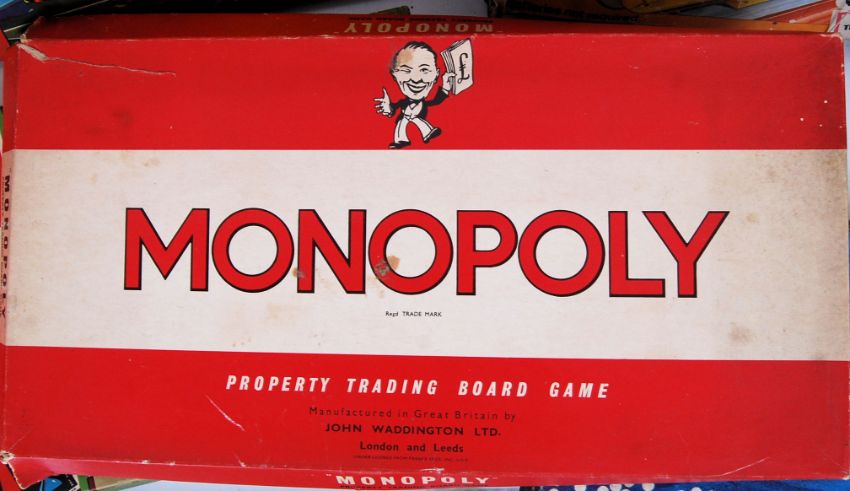 "MONOPOLY"
£
MONOPOLY
MONOPOLY
Regd TRADE MARK
PROPERTY TRADING BOARD GAME
Manufactured in Great Britain by
JOHN WADDINGTON LTD.
London and Leeds
"MONOPOLY"